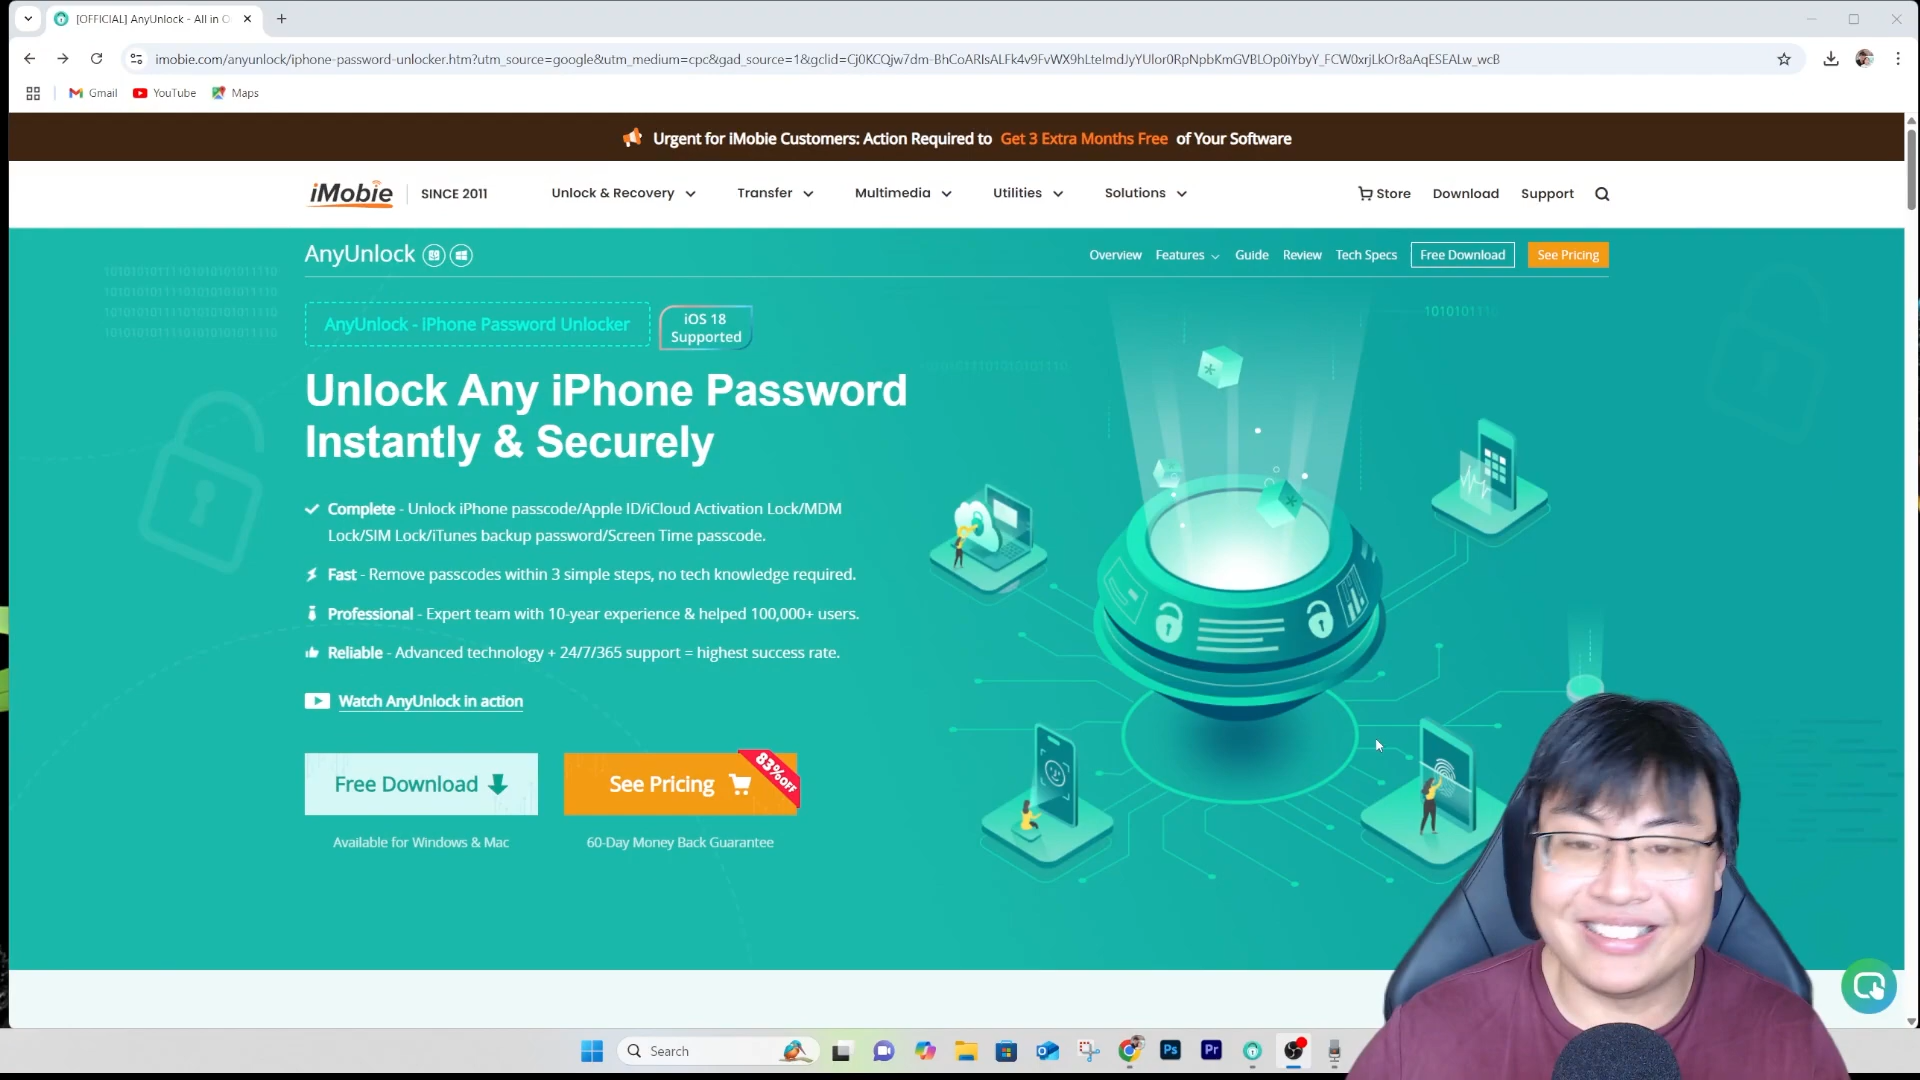 [OFFICIAL] AnyUnlock - All in O
imobie.com/anyunlock/iphone-password-unlocker.htm?utm_source=google&utm_medium=cpc&gad_source=1&gclid=Cj0KCQjw7dm-BhCoARIsALFk4v9FvWX9hLteImdJyYUlor0RpNpbKmGVBLOp0iYbyY_FCW0xrjLkOr8aAqESEALw_wcB
Gmail YouTube Maps
Urgent for iMobie Customers: Action Required to Get 3 Extra Months Free of Your Software
iMobie SINCE 2011 Unlock & Recovery Transfer Multimedia Utilities Solutions Store Download Support
AnyUnlock Overview Features Guide Review Tech Specs Free Download See Pricing
AnyUnlock - iPhone Password Unlocker
iOS 18
Supported
Unlock Any iPhone Password
Instantly & Securely
Complete - Unlock iPhone passcode/Apple ID/iCloud Activation Lock/MDM
Lock/SIM Lock/iTunes backup password/Screen Time passcode.
Fast - Remove passcodes within 3 simple steps, no tech knowledge required.
Professional - Expert team with 10-year experience & helped 100,000+ users.
Reliable - Advanced technology + 24/7/365 support = highest success rate.
Watch AnyUnlock in action
Free Download See Pricing 83%OFF
Available for Windows & Mac 60-Day Money Back Guarantee
Search
Ps Pr